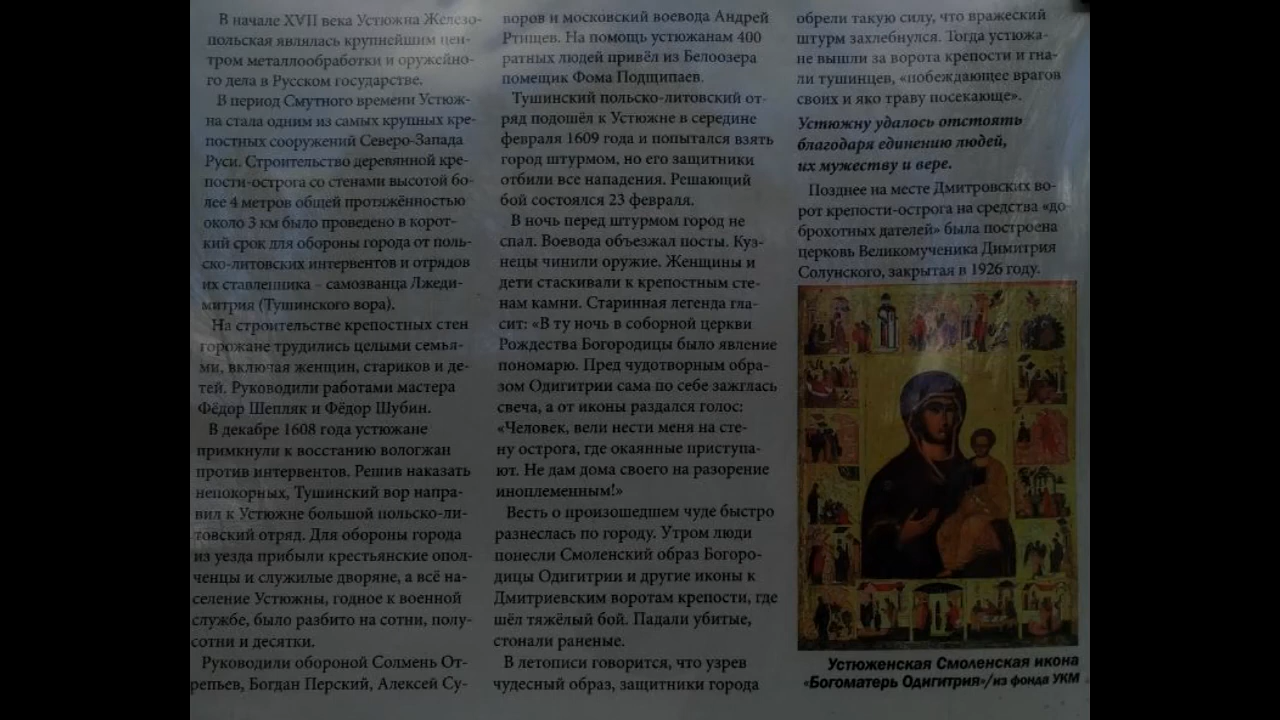 В начале XVII века Устюжна Железо-
польская являлась крупнейшим цен-
тром металлообработки и оружейно-
го дела в Русском государстве.
В период Смутного времени Устюж-
на стала одним из самых крупных кре-
постных сооружений Северо-Запада
Руси. Строительство деревянной кре-
пости-острога со стенами высотой бо-
лее 4 метров общей протяжённостью
около 3 км было проведено в корот-
кий срок для обороны города от поль-
ско-литовских интервентов и отрядов
их ставленника – самозванца Лжеди-
митрия (Тушинского вора).
На строительстве крепостных стен
горожане трудились целыми семья-
ми, включая женщин, стариков и де-
тей. Руководили работами мастера
Фёдор Шепляк и Фёдор Шубин.
В декабре 1608 года устюжане
примкнули к восстанию вологжан
против интервентов. Решив наказать
непокорных, Тушинский вор напра-
вил к Устюжне большой польско-ли-
товский отряд. Для обороны города
из уезда прибыли крестьянские опол-
ченцы и служилые дворяне, а всё на-
селение Устюжны, годное к военной
службе, было разбито на сотни, полу-
сотни и десятки.
Руководили обороной Солмень От-
репьев, Богдан Перский, Алексей Су-
воров и московский воевода Андрей
Ртищев. На помощь устюжанам 400
ратных людей привёл из Белоозера
помещик Фома Подщипаев.
Тушинский польско-литовский от-
ряд подошёл к Устюжне в середине
февраля 1609 года и попытался взять
город штурмом, но его защитники
отбили все нападения. Решающий
бой состоялся 23 февраля.
В ночь перед штурмом город не
спал. Воевода объезжал посты. Куз-
нецы чинили оружие. Женщины и
дети стаскивали к крепостным сте-
нам камни. Старинная легенда гла-
сит: «В ту ночь в соборной церкви
Рождества Богородицы было явление
пономарю. Пред чудотворным обра-
зом Одигитрии сама по себе зажглась
свеча, а от иконы раздался голос:
«Человек, вели нести меня на сте-
ну острога, где окаянные приступа-
ют. Не дам дома своего на разорение
иноплеменным!»
Весть о произошедшем чуде быстро
разнеслась по городу. Утром люди
понесли Смоленский образ Богоро-
дицы Одигитрии и другие иконы к
Дмитриевским воротам крепости, где
шёл тяжёлый бой. Падали убитые,
стонали раненые.
В летописи говорится, что узрев
чудесный образ, защитники города
обрели такую силу, что вражеский
штурм захлебнулся. Тогда устюжа-
не вышли за ворота крепости и гна-
ли тушинцев, «побеждающее врагов
своих и яко траву посекающе».
Устюжну удалось отстоять
благодаря единению людей,
их мужеству и вере.
Позднее на месте Дмитровских во-
рот крепости-острога на средства «до-
брохотных дателей» была построена
церковь Великомученика Димитрия
Солунского, закрытая в 1926 году.
Устюженская Смоленская икона
«Богоматерь Одигитрия»/из фонда УКМ